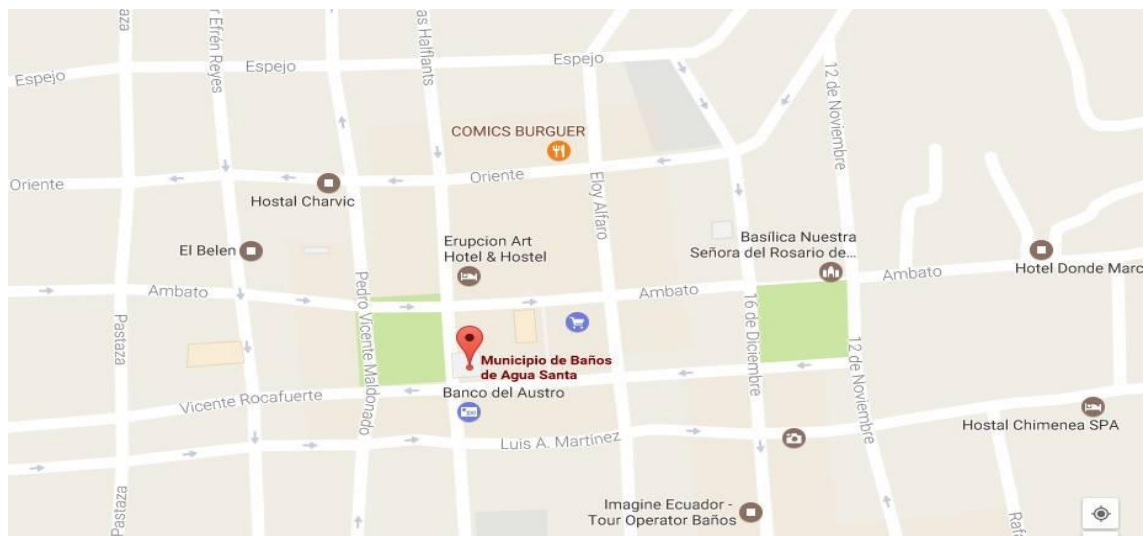 aza
r Efrén Reyes
as Halflants
Espejo
Espejo
Espejo
12 de Noviembre
COMICS BURGUER
Oriente
Oriente
Hostal Charvic
Eloy Alfaro
El Belen
Erupcion Art
Hotel & Hostel
Basílica Nuestra
Señora del Rosario de...
Hotel Donde Marc
Ambato
Ambato
Ambato
Pastaza
Pedro Vicente Maldonado
16 de Diciembre
12 de Noviembre
Municipio de Baños
de Agua Santa
Banco del Austro
Vicente Rocafuerte
Luis A. Martínez
Hostal Chimenea SPA
Pastaza
Imagine Ecuador -
Tour Operator Baños
Rafa